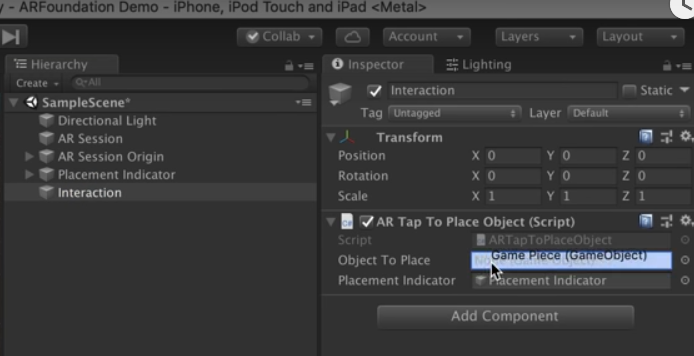 y - ARFoundation Demo - iPhone, iPod Touch and iPad <Metal>
Collab
Account
Layers
Layout
Hierarchy
Inspector
Lighting
Create
All
SampleScene*
Directional Light
AR Session
AR Session Origin
Placement Indicator
Interaction
Interaction
Static
Tag Untagged Layer Default
Transform
Position X 0 Y 0 Z 0
Rotation X 0 Y 0 Z 0
Scale X 1 Y 1 Z 1
C#
AR Tap To Place Object (Script)
Script ARTapToPlaceObject
Object To Place Game Piece (GameObject)
Placement Indicator Placement Indicator
Add Component